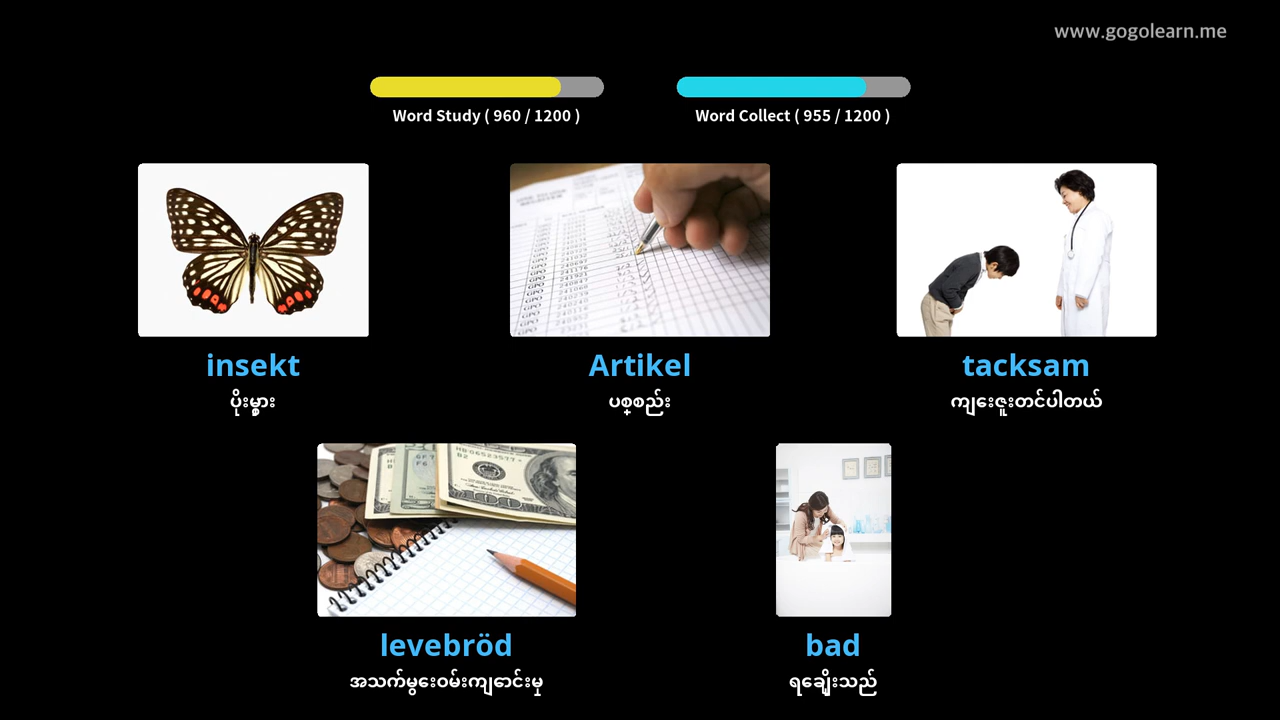 www.gogolearn.me
Word Study ( 960 / 1200 )
Word Collect ( 955 / 1200 )
insekt
ပိုးမွှား
Artikel
ပစ္စည်း
tacksam
ကျေးဇူးတင်ပါတယ်
levebröd
အသက်မွေးဝမ်းကျောင်းမှု
bad
ရေချိုးသည်